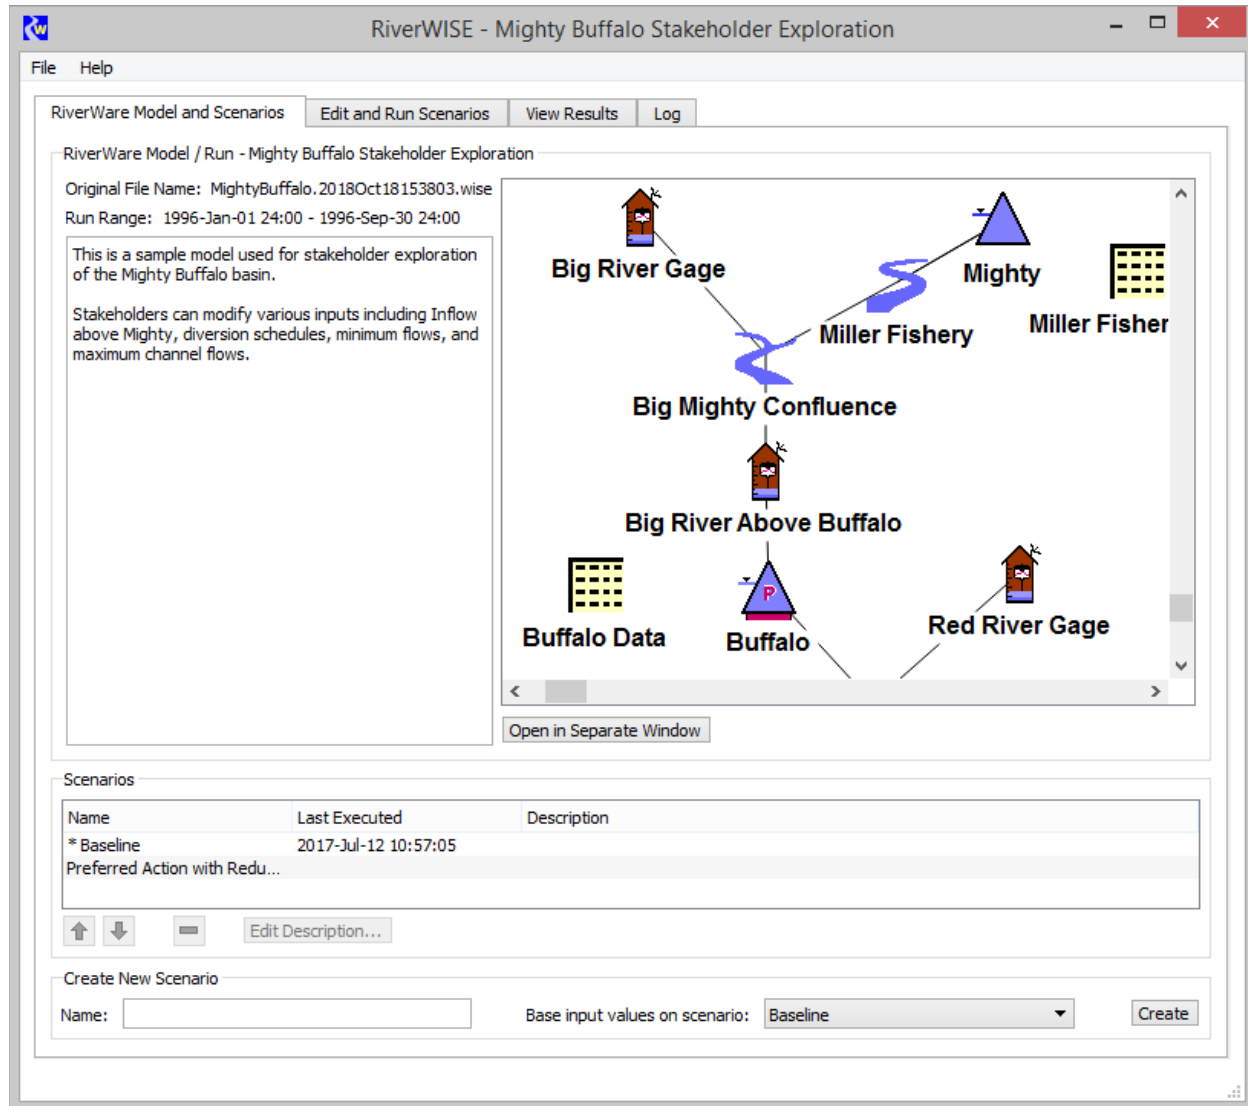 RiverWISE - Mighty Buffalo Stakeholder Exploration
File Help
RiverWare Model and Scenarios Edit and Run Scenarios View Results Log
RiverWare Model / Run - Mighty Buffalo Stakeholder Exploration
Original File Name: MightyBuffalo.2018Oct18153803.wise
Run Range: 1996-Jan-01 24:00 - 1996-Sep-30 24:00
This is a sample model used for stakeholder exploration
of the Mighty Buffalo basin.
Stakeholders can modify various inputs including Inflow
above Mighty, diversion schedules, minimum flows, and
maximum channel flows.
Big River Gage
Mighty
Miller Fishery
Miller Fisher
Big Mighty Confluence
Big River Above Buffalo
Buffalo Data
P
Buffalo
Red River Gage
Open in Separate Window
Scenarios
Name Last Executed Description
* Baseline 2017-Jul-12 10:57:05
Preferred Action with Redu...
Edit Description...
Create New Scenario
Name: Base input values on scenario: Baseline Create